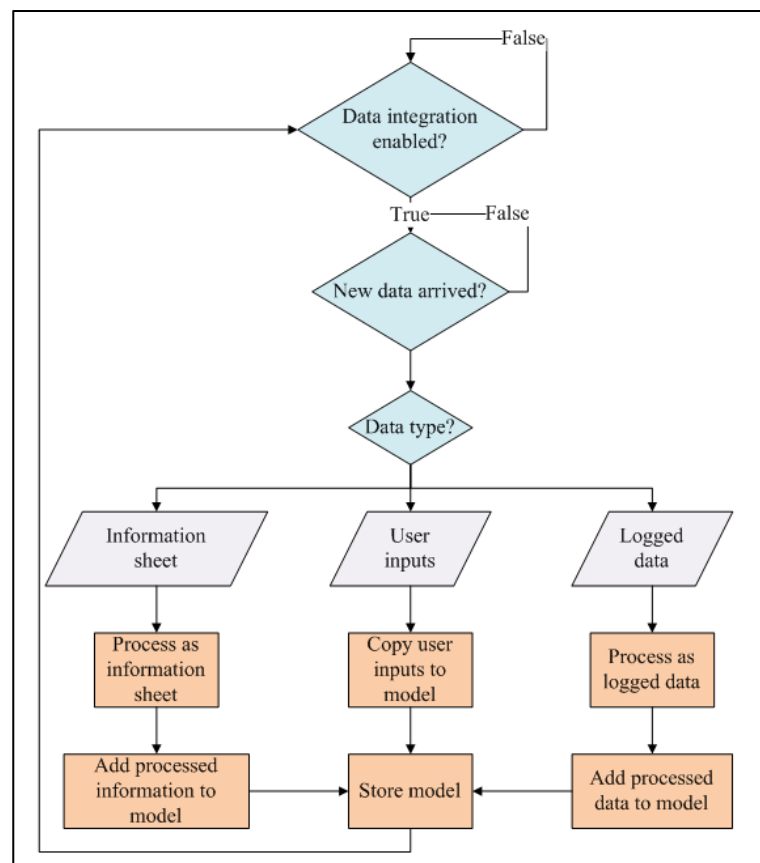 False
Data integration
enabled?
True
False
New data arrived?
Data type?
Information
sheet
User
inputs
Logged
data
Process as
information
sheet
Copy user
inputs to
model
Process as
logged data
Add processed
information to
model
Store model
Add processed
data to model